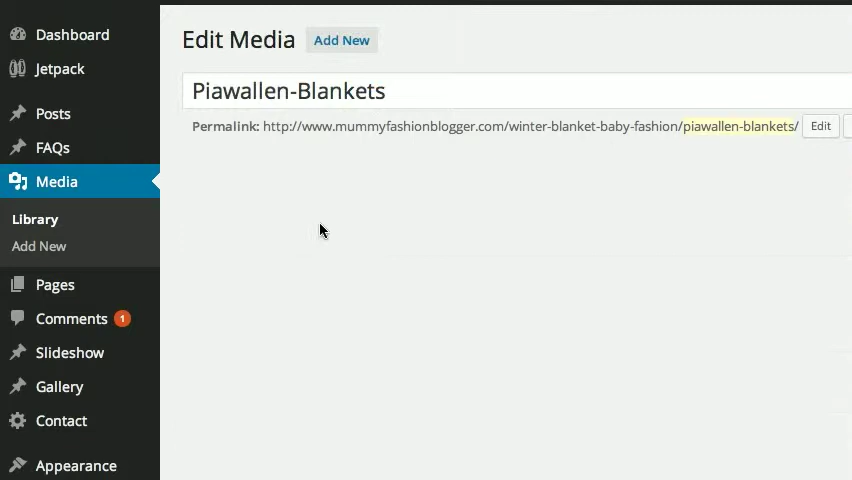 Dashboard
Jetpack
Posts
FAQs
Media
Library
Add New
Pages
Comments 1
Slideshow
Gallery
Contact
Appearance
Edit Media Add New
Piawallen-Blankets
Permalink: http://www.mummyfashionblogger.com/winter-blanket-baby-fashion/piawallen-blankets/ Edit